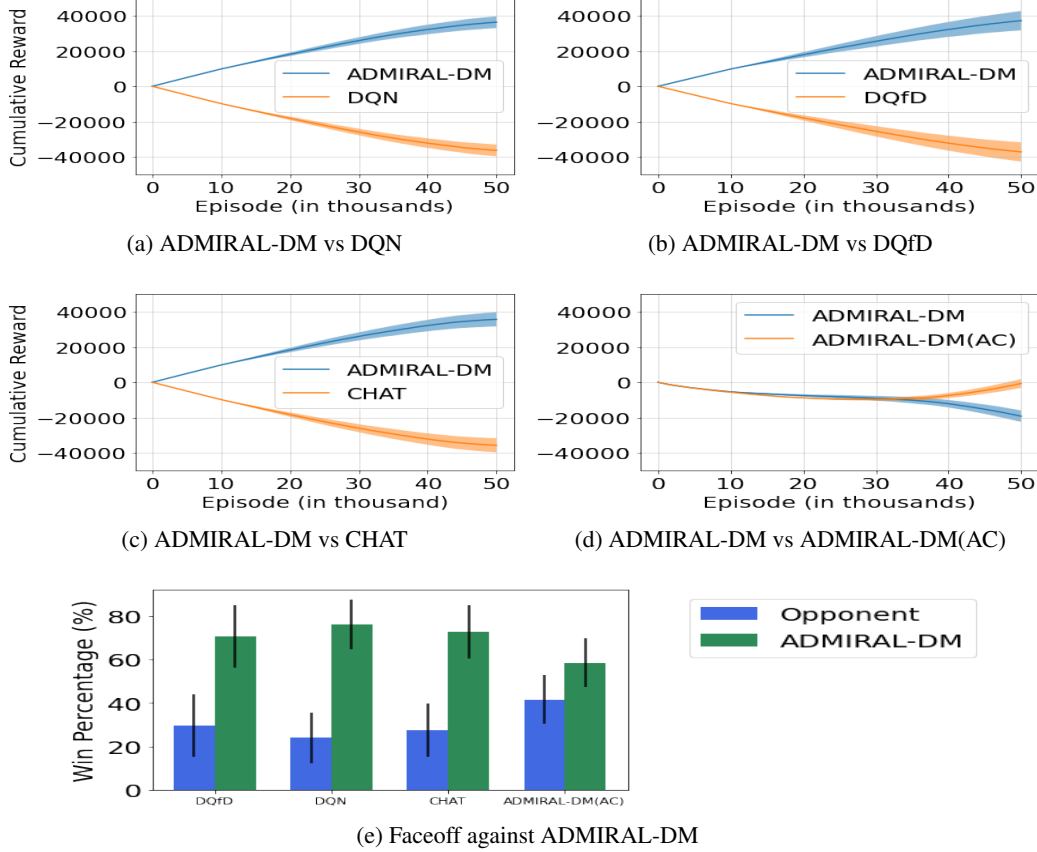 Cumulative Reward
40000
20000
0
−20000
−40000
ADMIRAL-DM
DQN
0 10 20 30 40 50
Episode (in thousands)
(a) ADMIRAL-DM vs DQN
40000
20000
0
−20000
−40000
ADMIRAL-DM
DQfD
0 10 20 30 40 50
Episode (in thousands)
(b) ADMIRAL-DM vs DQfD
Cumulative Reward
40000
20000
0
−20000
−40000
ADMIRAL-DM
CHAT
0 10 20 30 40 50
Episode (in thousand)
(c) ADMIRAL-DM vs CHAT
40000
20000
0
−20000
−40000
ADMIRAL-DM
ADMIRAL-DM(AC)
0 10 20 30 40 50
Episode (in thousands)
(d) ADMIRAL-DM vs ADMIRAL-DM(AC)
Win Percentage (%)
80
60
40
20
0
DQfD DQN CHAT ADMIRAL-DM(AC)
Opponent
ADMIRAL-DM
(e) Faceoff against ADMIRAL-DM